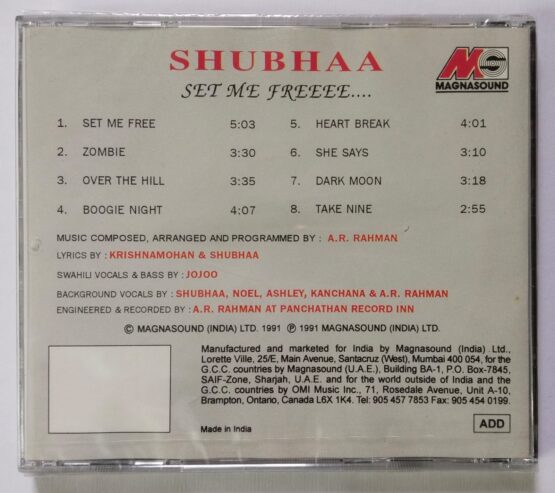 SHUBHAA
SET ME FREEEE....
MG
MAGNASOUND
1. SET ME FREE 5:03
2. ZOMBIE 3:30
3. OVER THE HILL 3:35
4. BOOGIE NIGHT 4:07
5. HEART BREAK 4:01
6. SHE SAYS 3:10
7. DARK MOON 3:18
8. TAKE NINE 2:55
MUSIC COMPOSED, ARRANGED AND PROGRAMMED BY : A.R. RAHMAN
LYRICS BY : KRISHNAMOHAN & SHUBHAA
SWAHILI VOCALS & BASS BY : JOJOO
BACKGROUND VOCALS BY : SHUBHAA, NOEL, ASHLEY, KANCHANA & A.R. RAHMAN
ENGINEERED & RECORDED BY : A.R. RAHMAN AT PANCHATHAN RECORD INN
© MAGNASOUND (INDIA) LTD. 1991 ℗ 1991 MAGNASOUND (INDIA) LTD.
Manufactured and marketed for India by Magnasound (India) Ltd.,
Lorette Ville, 25/E, Main Avenue, Santacruz (West), Mumbai 400 054, for the
G.C.C. countries by Magnasound (U.A.E.), Building BA-1, P.O. Box-7845,
SAIF-Zone, Sharjah, U.A.E. and for the world outside of India and the
G.C.C. countries by OMI Music Inc., 71, Rosedale Avenue, Unit A-10,
Brampton, Ontario, Canada L6X 1K4. Tel: 905 457 7853 Fax: 905 454 0199.
Made in India
ADD